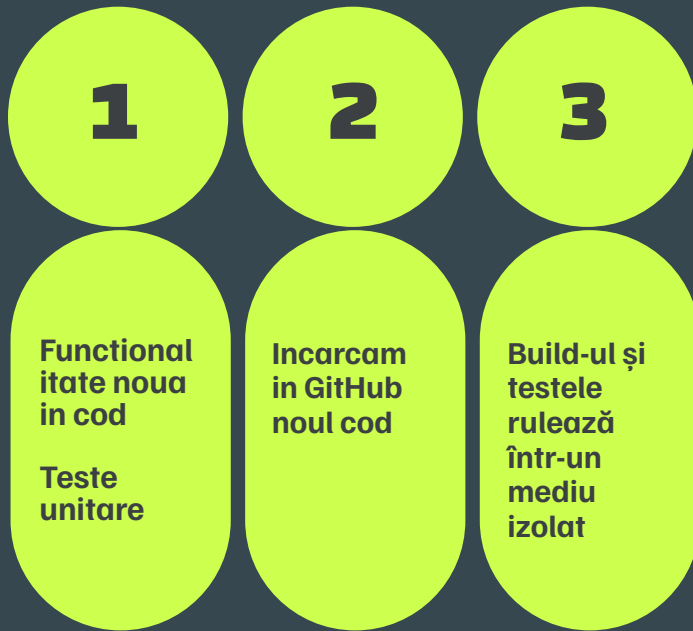 1
2
3
Functional
itate noua
in cod
Teste
unitare
Incarcam
in GitHub
noul cod
Build-ul și
testele
rulează
într-un
mediu
izolat